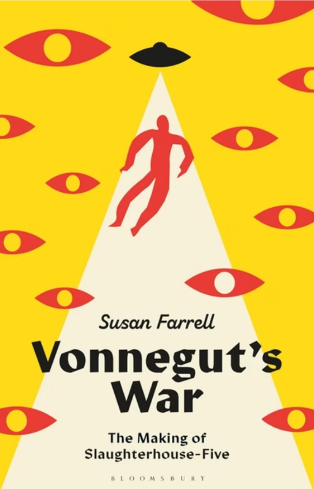 Susan Farrell
Vonnegut's
War
The Making of
Slaughterhouse-Five
BLOOMSBURY